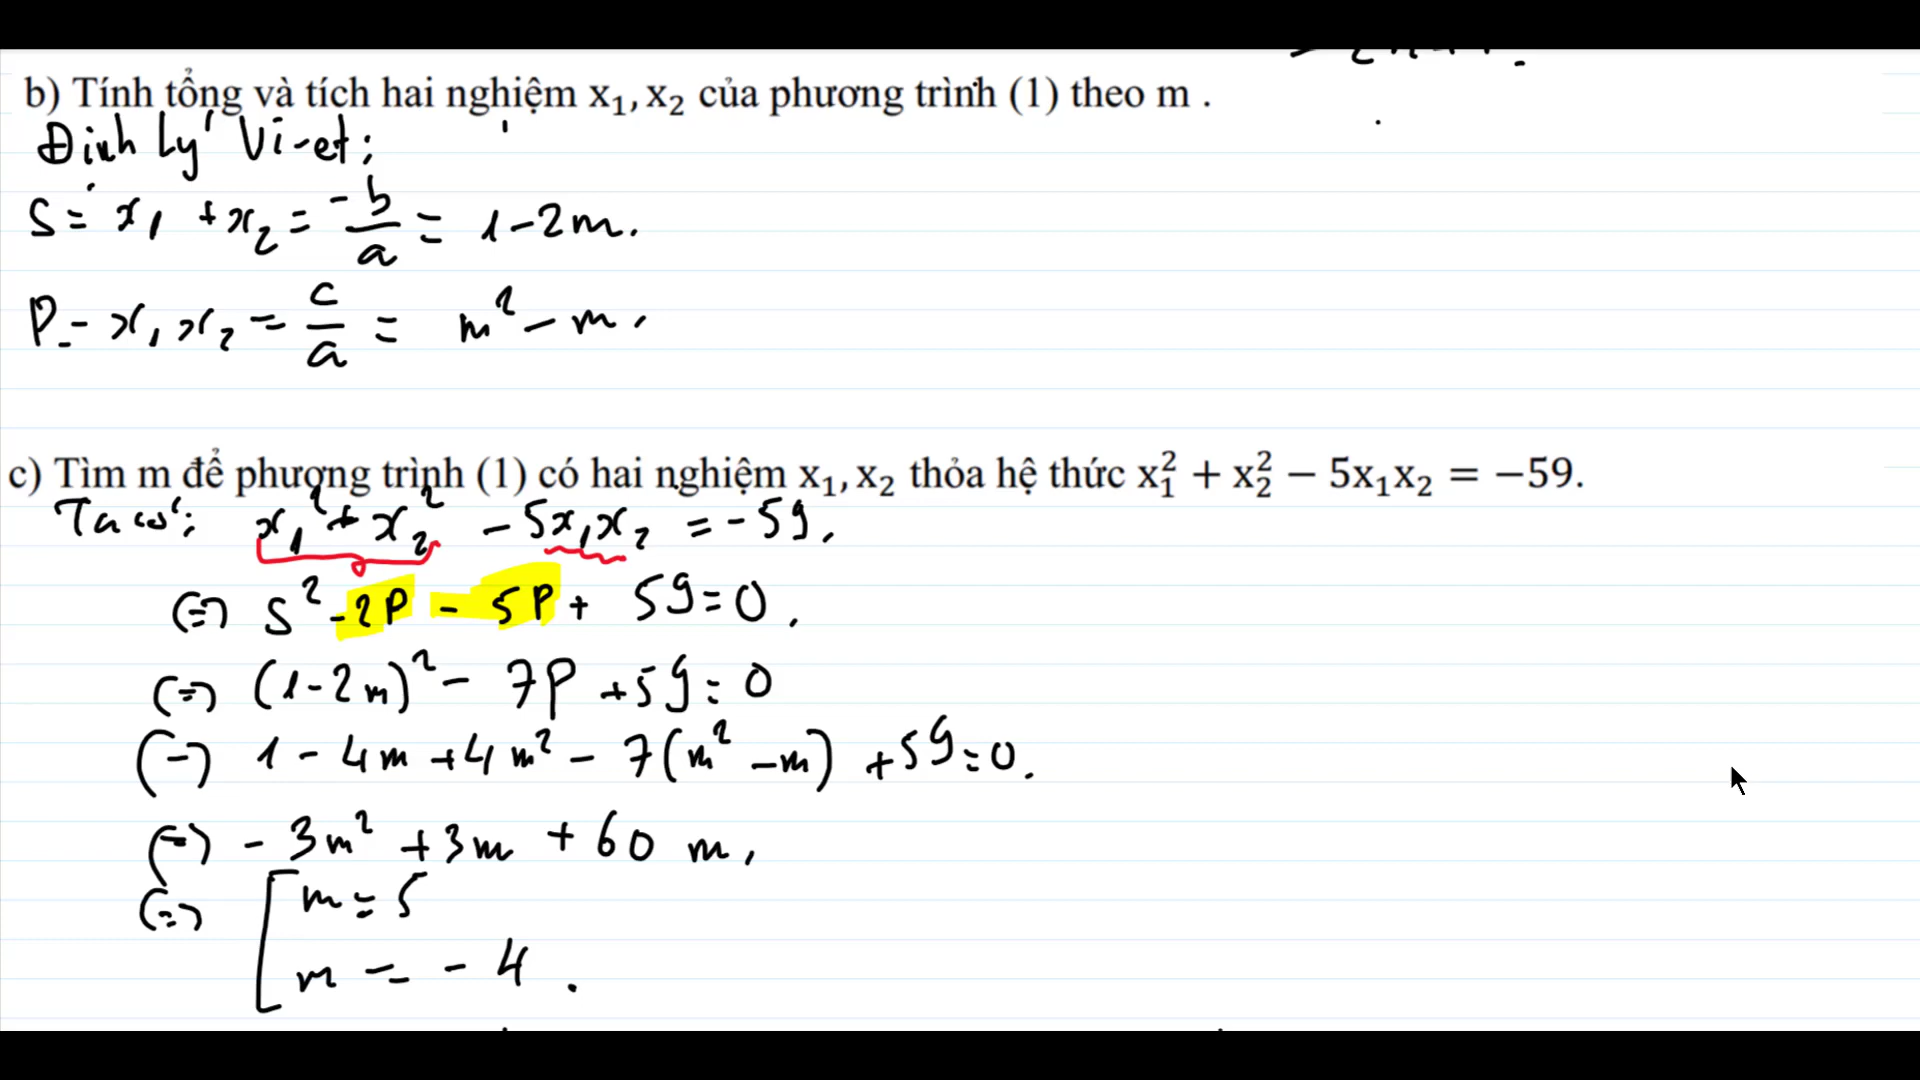 b) Tính tổng và tích hai nghiệm x₁, x₂ của phương trình (1) theo m .
Định Lý Vi-et:
S = x₁ + x₂ = -b/a = 1 - 2m.
P = x₁x₂ = c/a = m² - m.
c) Tìm m để phương trình (1) có hai nghiệm x₁, x₂ thỏa hệ thức x₁² + x₂² − 5x₁x₂ = −59.
Ta có: x₁² + x₂² - 5x₁x₂ = -59.
(=) S² - 2P - 5P + 59 = 0.
(=) (1-2m)² - 7P + 59 = 0
(-) 1 - 4m + 4m² - 7(m² - m) + 59 = 0.
(=) -3m² + 3m + 60 m.
(=) [ m = 5
m = -4.